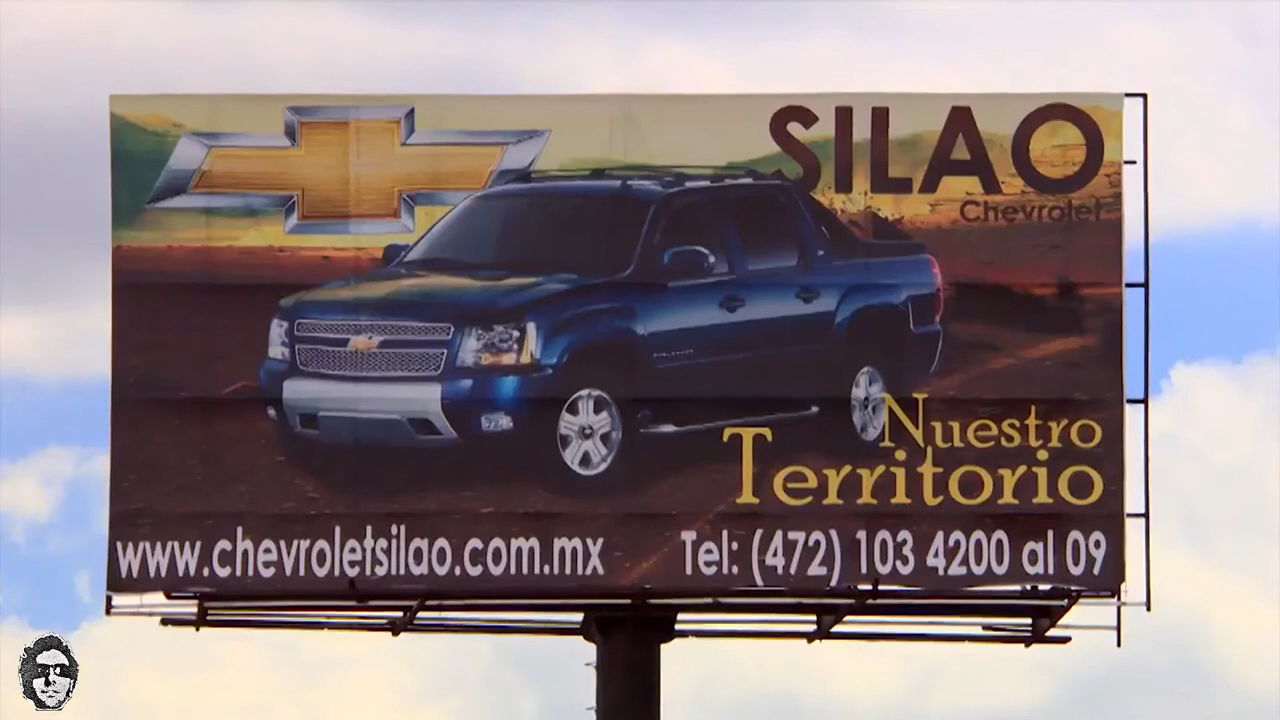 SILAO
Chevrolet
Nuestro
Territorio
www.chevroletsilao.com.mx
Tel: (472) 103 4200 al 09